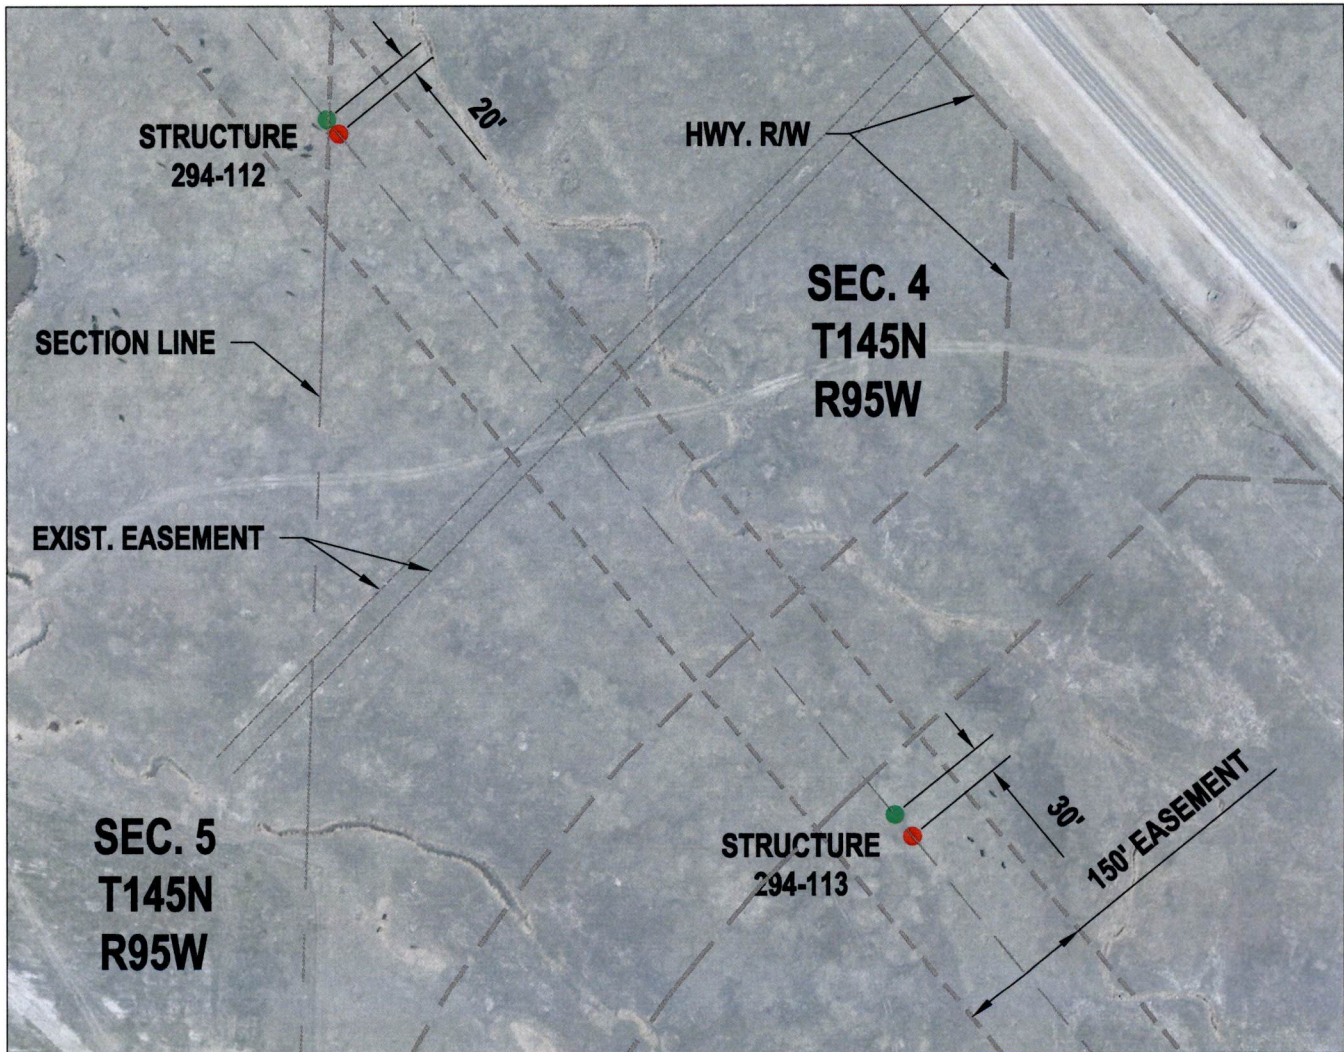 STRUCTURE
294-112
20'
HWY. R/W
SEC. 4
T145N
R95W
SECTION LINE
EXIST. EASEMENT
SEC. 5
T145N
R95W
STRUCTURE
294-113
30'
150' EASEMENT